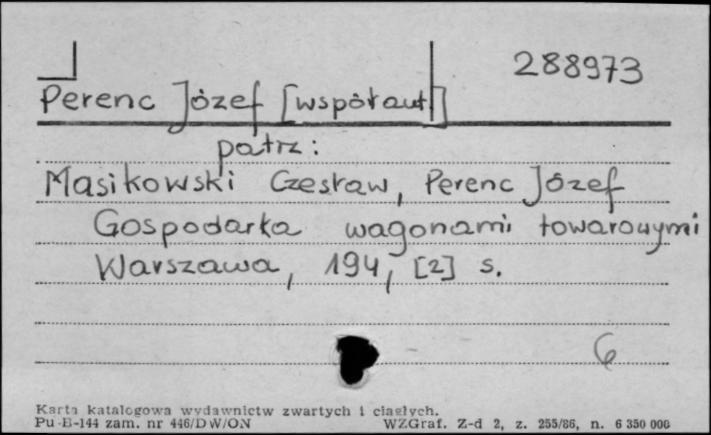 288973
Perenc Józef [współaut]
patrz:
Masikowski Czesław, Perenc Józef
Gospodarka wagonami towarowymi
Warszawa, 194, [2] s.
6
Karta katalogowa wydawnictw zwartych i ciągłych.
Pu-B-144 zam. nr 446/DW/ON WZGraf. Z-d 2, z. 255/86, n. 6 350 000